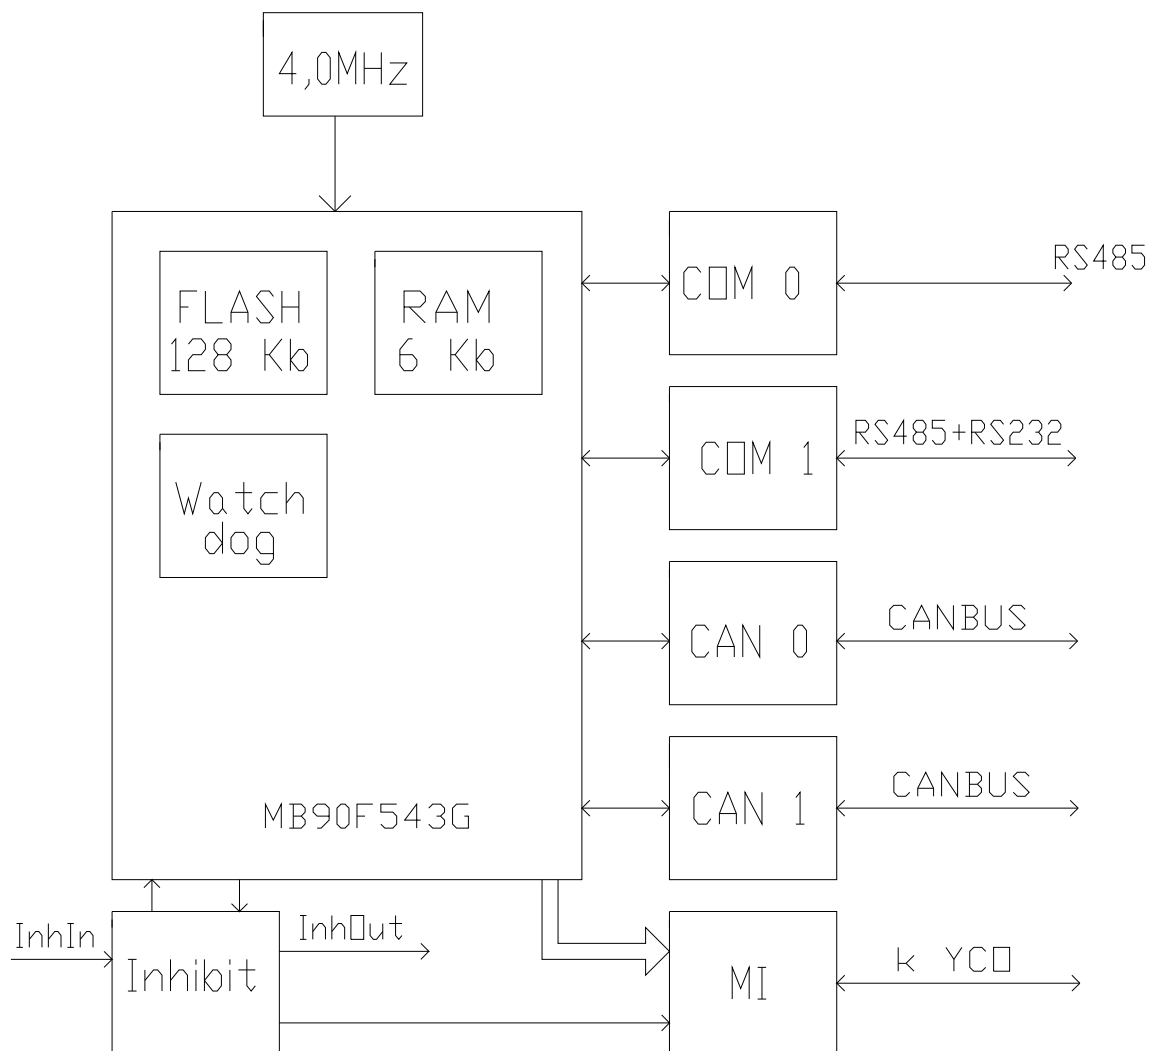 4,0MHz
FLASH
128 Kb
RAM
6 Kb
Watch
dog
MB90F543G
COM 0
RS485
COM 1
RS485+RS232
CAN 0
CANBUS
CAN 1
CANBUS
InhIn
Inhibit
InhOut
MI
к УСО